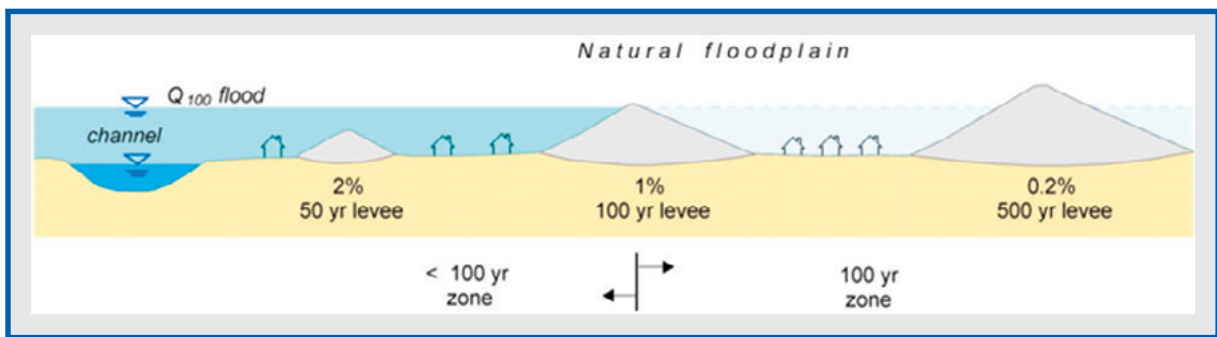 Natural floodplain
Q100 flood
channel
2%
50 yr levee
1%
100 yr levee
0.2%
500 yr levee
< 100 yr
zone
100 yr
zone